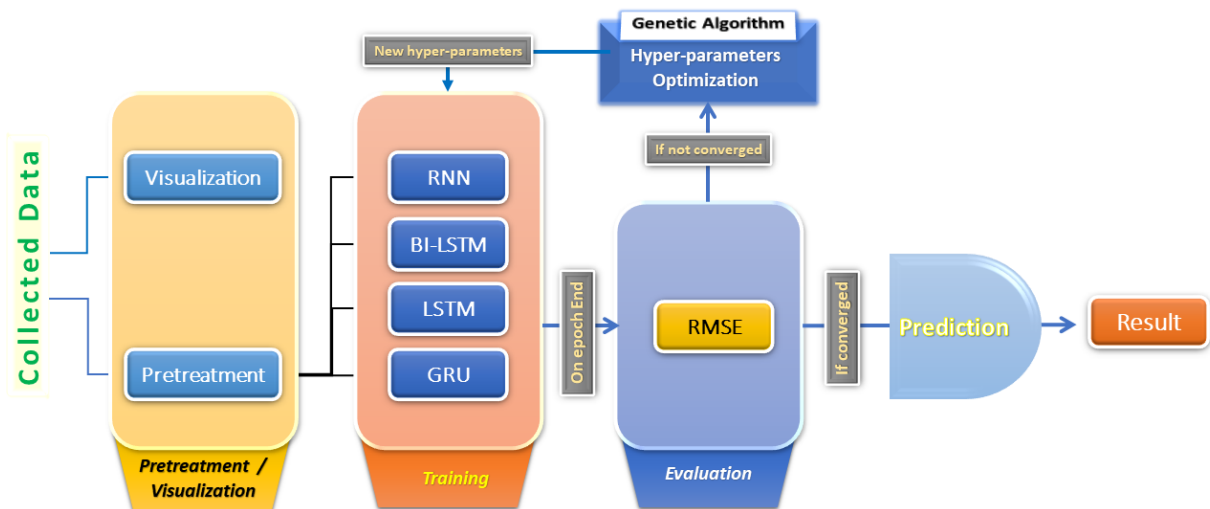 Collected Data
Visualization
Pretreatment
Pretreatment /
Visualization
New hyper-parameters
RNN
BI-LSTM
LSTM
GRU
Training
On epoch End
Genetic Algorithm
Hyper-parameters
Optimization
If not converged
RMSE
Evaluation
If converged
Prediction
Result